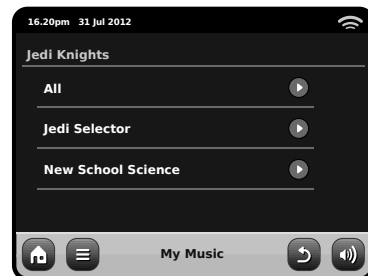 16.20pm 31 Jul 2012
Jedi Knights
All
Jedi Selector
New School Science
My Music